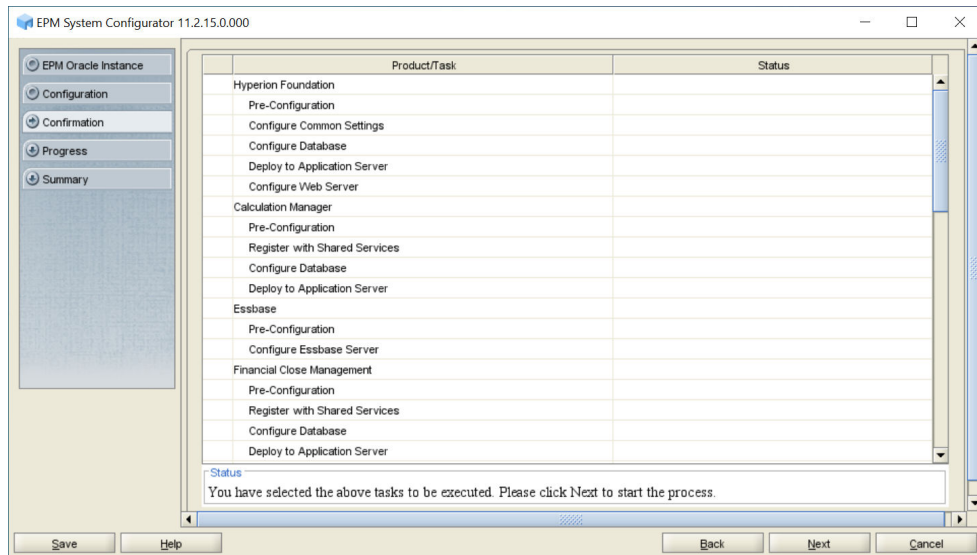 EPM System Configurator 11.2.15.0.000
EPM Oracle Instance
Configuration
Confirmation
Progress
Summary
Product/Task Status
Hyperion Foundation
Pre-Configuration
Configure Common Settings
Configure Database
Deploy to Application Server
Configure Web Server
Calculation Manager
Pre-Configuration
Register with Shared Services
Configure Database
Deploy to Application Server
Essbase
Pre-Configuration
Configure Essbase Server
Financial Close Management
Pre-Configuration
Register with Shared Services
Configure Database
Deploy to Application Server
Status
You have selected the above tasks to be executed. Please click Next to start the process.
Save Help Back Next Cancel